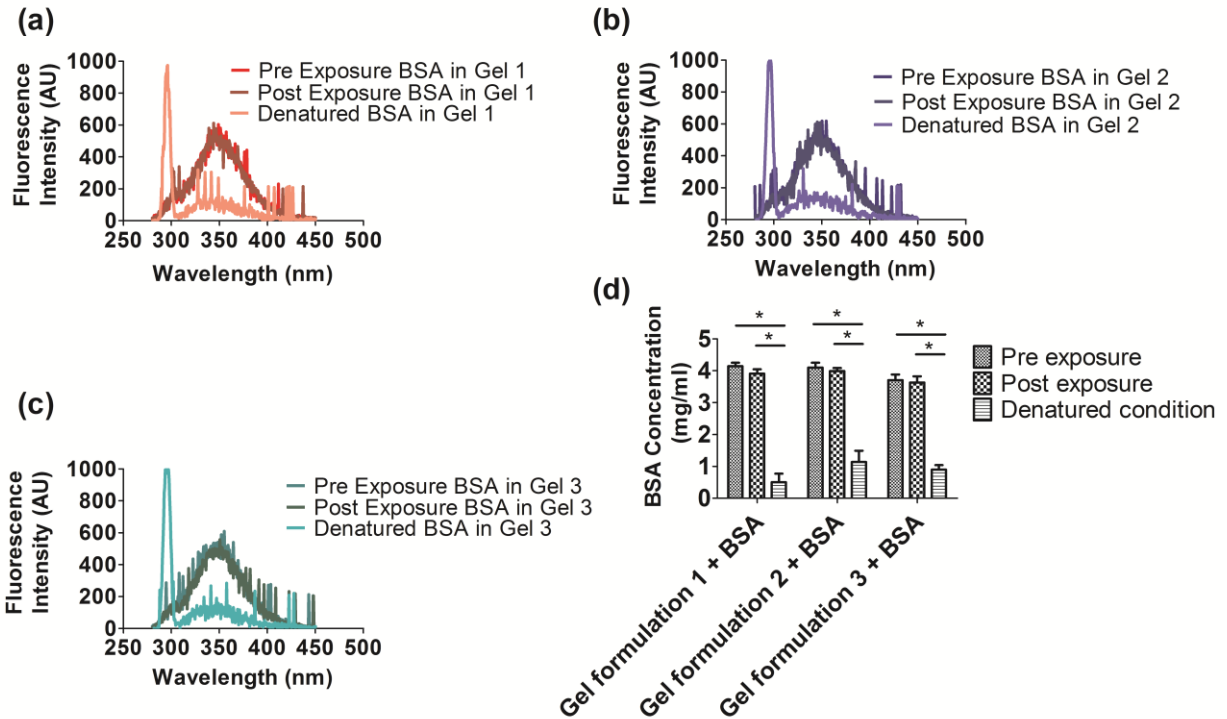 (a)
Fluorescence
Intensity (AU)
1000
800
600
400
200
0
250 300 350 400 450 500
Wavelength (nm)
Pre Exposure BSA in Gel 1
Post Exposure BSA in Gel 1
Denatured BSA in Gel 1
(b)
Fluorescence
Intensity (AU)
1000
800
600
400
200
0
250 300 350 400 450 500
Wavelength (nm)
Pre Exposure BSA in Gel 2
Post Exposure BSA in Gel 2
Denatured BSA in Gel 2
(c)
Fluorescence
Intensity (AU)
1000
800
600
400
200
0
250 300 350 400 450 500
Wavelength (nm)
Pre Exposure BSA in Gel 3
Post Exposure BSA in Gel 3
Denatured BSA in Gel 3
(d)
BSA Concentration
(mg/ml)
5
4
3
2
1
0
* * *
* * *
Gel formulation 1 + BSA
Gel formulation 2 + BSA
Gel formulation 3 + BSA
Pre exposure
Post exposure
Denatured condition